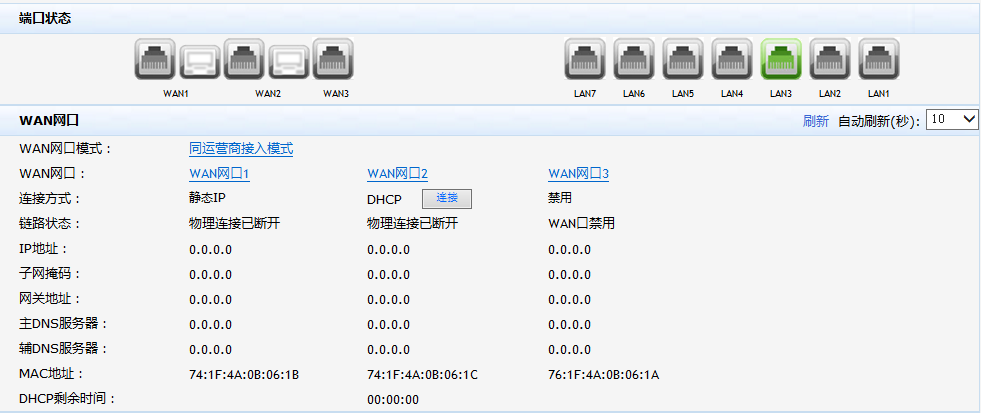 端口状态
WAN1 WAN2 WAN3 LAN7 LAN6 LAN5 LAN4 LAN3 LAN2 LAN1
WAN网口 刷新 自动刷新(秒): 10
WAN网口模式: 同运营商接入模式
WAN网口: WAN网口1 WAN网口2 WAN网口3
连接方式: 静态IP DHCP 连接 禁用
链路状态: 物理连接已断开 物理连接已断开 WAN口禁用
IP地址: 0.0.0.0 0.0.0.0 0.0.0.0
子网掩码: 0.0.0.0 0.0.0.0 0.0.0.0
网关地址: 0.0.0.0 0.0.0.0 0.0.0.0
主DNS服务器: 0.0.0.0 0.0.0.0 0.0.0.0
辅DNS服务器: 0.0.0.0 0.0.0.0 0.0.0.0
MAC地址: 74:1F:4A:0B:06:1B 74:1F:4A:0B:06:1C 76:1F:4A:0B:06:1A
DHCP剩余时间: 00:00:00